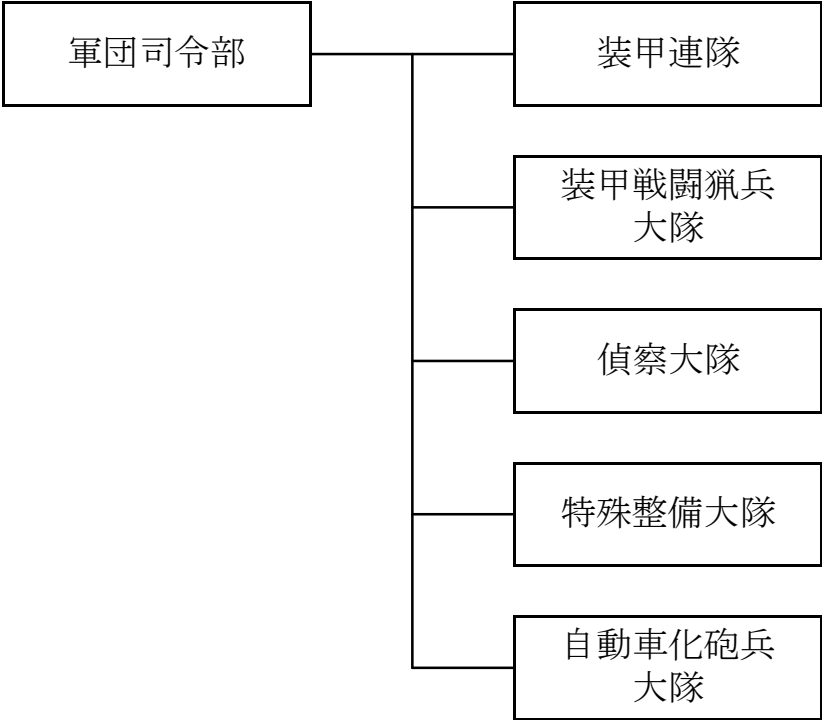 軍団司令部
装甲連隊
装甲戦闘猟兵
大隊
偵察大隊
特殊整備大隊
自動車化砲兵
大隊